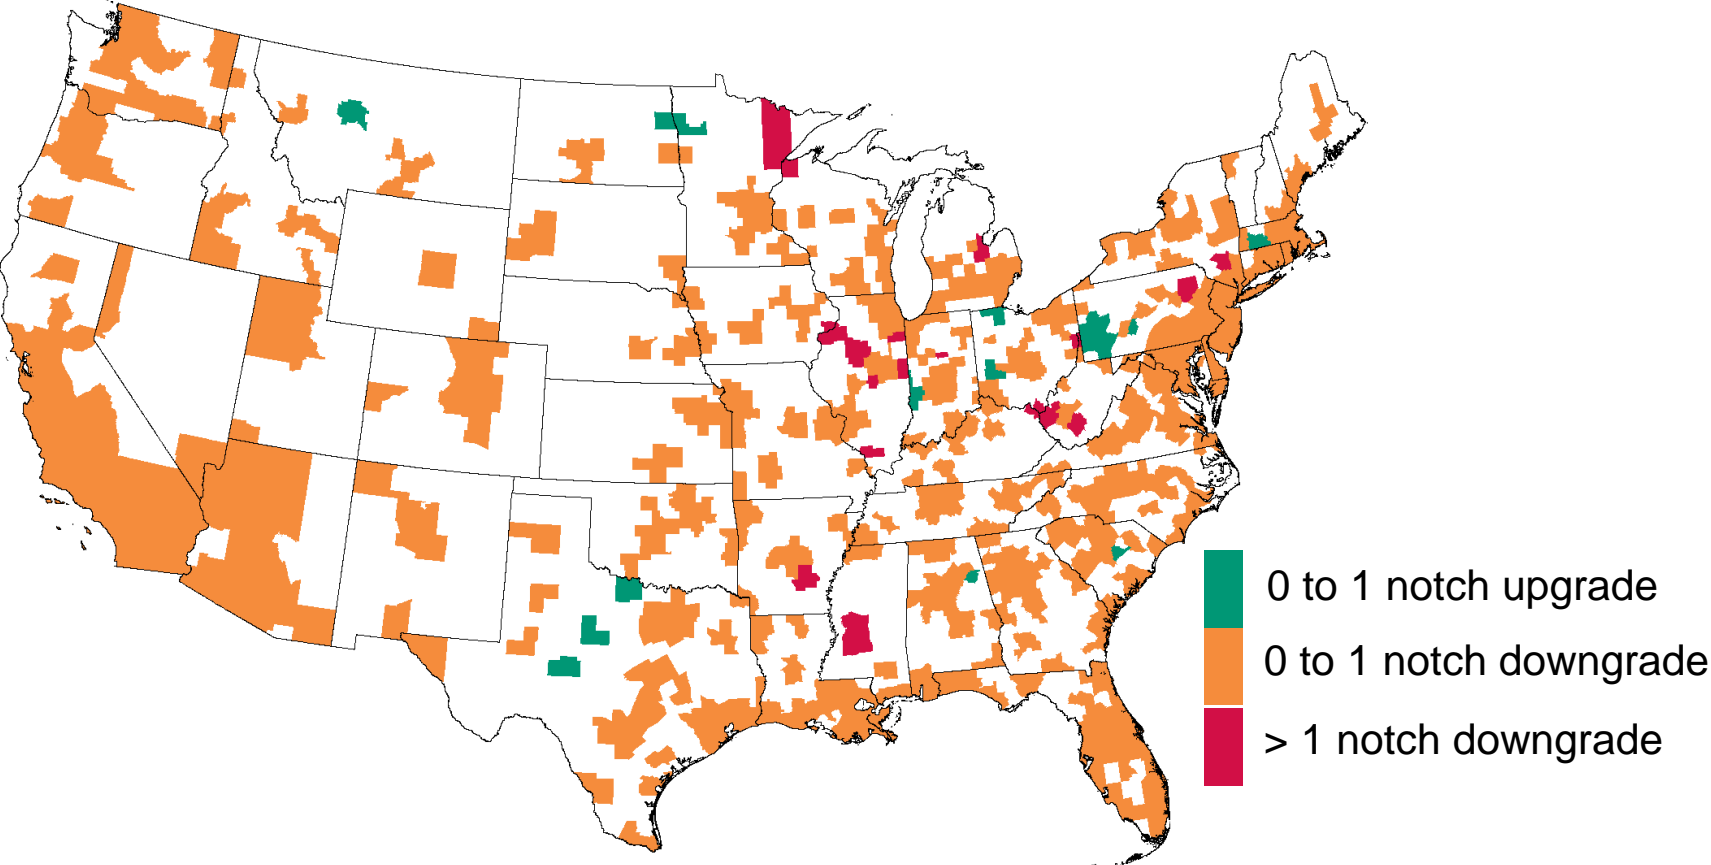 0 to 1 notch upgrade
0 to 1 notch downgrade
> 1 notch downgrade